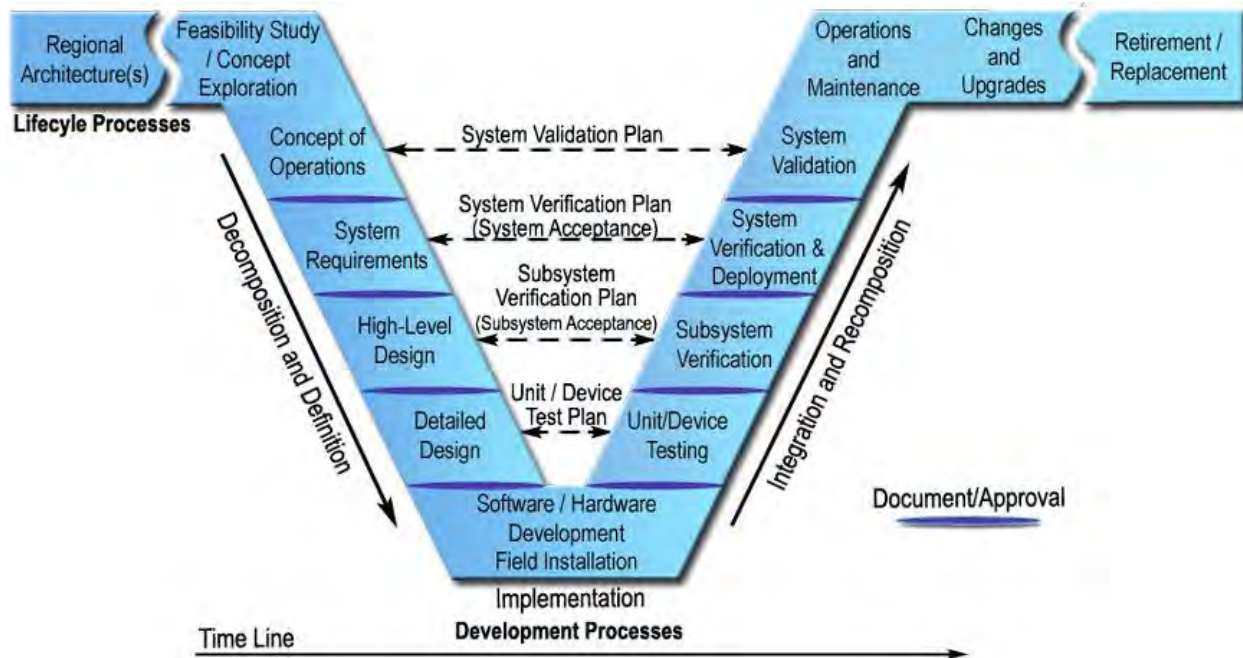 Regional
Architecture(s)
Feasibility Study
/ Concept
Exploration
Operations
and
Maintenance
Changes
and
Upgrades
Retirement /
Replacement
Lifecyle Processes
Concept of
Operations
System Validation Plan
System
Validation
System
Requirements
System Verification Plan
(System Acceptance)
System
Verification &
Deployment
High-Level
Design
Subsystem
Verification Plan
(Subsystem Acceptance)
Subsystem
Verification
Detailed
Design
Unit / Device
Test Plan
Unit/Device
Testing
Decomposition and Definition
Integration and Recomposition
Software / Hardware
Development
Field Installation
Document/Approval
Implementation
Development Processes
Time Line